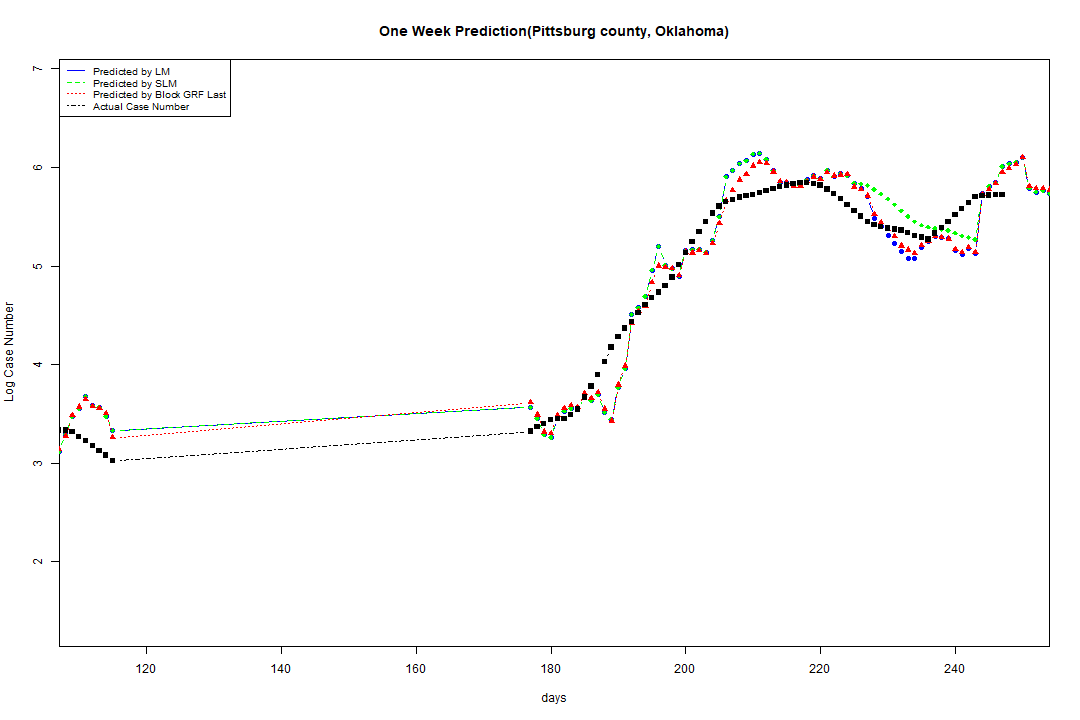 One Week Prediction(Pittsburg county, Oklahoma)
Predicted by LM
Predicted by SLM
Predicted by Block GRF Last
Actual Case Number
7
6
5
4
3
2
Log Case Number
120 140 160 180 200 220 240
days